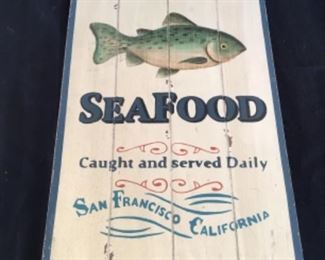 SEAFOOD
Caught and served Daily
SAN FRANCISCO
CALIFORNIA